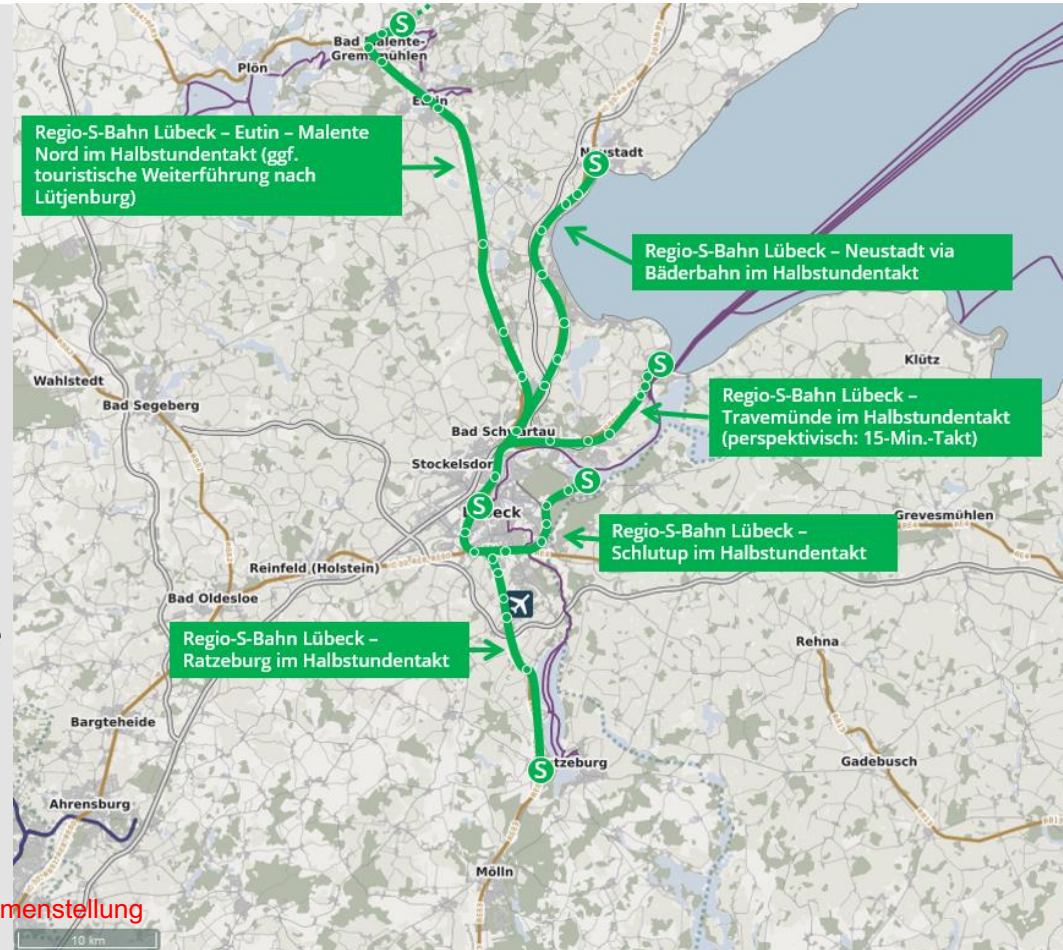 S
Bad Malente-
Gremsmühlen
Plön
Eutin
Regio-S-Bahn Lübeck – Eutin – Malente
Nord im Halbstundentakt (ggf.
touristische Weiterführung nach
Lütjenburg)
Neustadt
S
Regio-S-Bahn Lübeck – Neustadt via
Bäderbahn im Halbstundentakt
Klütz
Wahlstedt
S
Bad Segeberg
Regio-S-Bahn Lübeck –
Travemünde im Halbstundentakt
(perspektivisch: 15-Min.-Takt)
Bad Schwartau
Stockelsdorf
S
S
Lübeck
Grevesmühlen
Regio-S-Bahn Lübeck –
Schlutup im Halbstundentakt
RE4
RE4
Reinfeld (Holstein)
Bad Oldesloe
Regio-S-Bahn Lübeck –
Ratzeburg im Halbstundentakt
Rehna
Bargteheide
S
Ratzeburg
Gadebusch
Ahrensburg
Mölln
menstellung
10 km